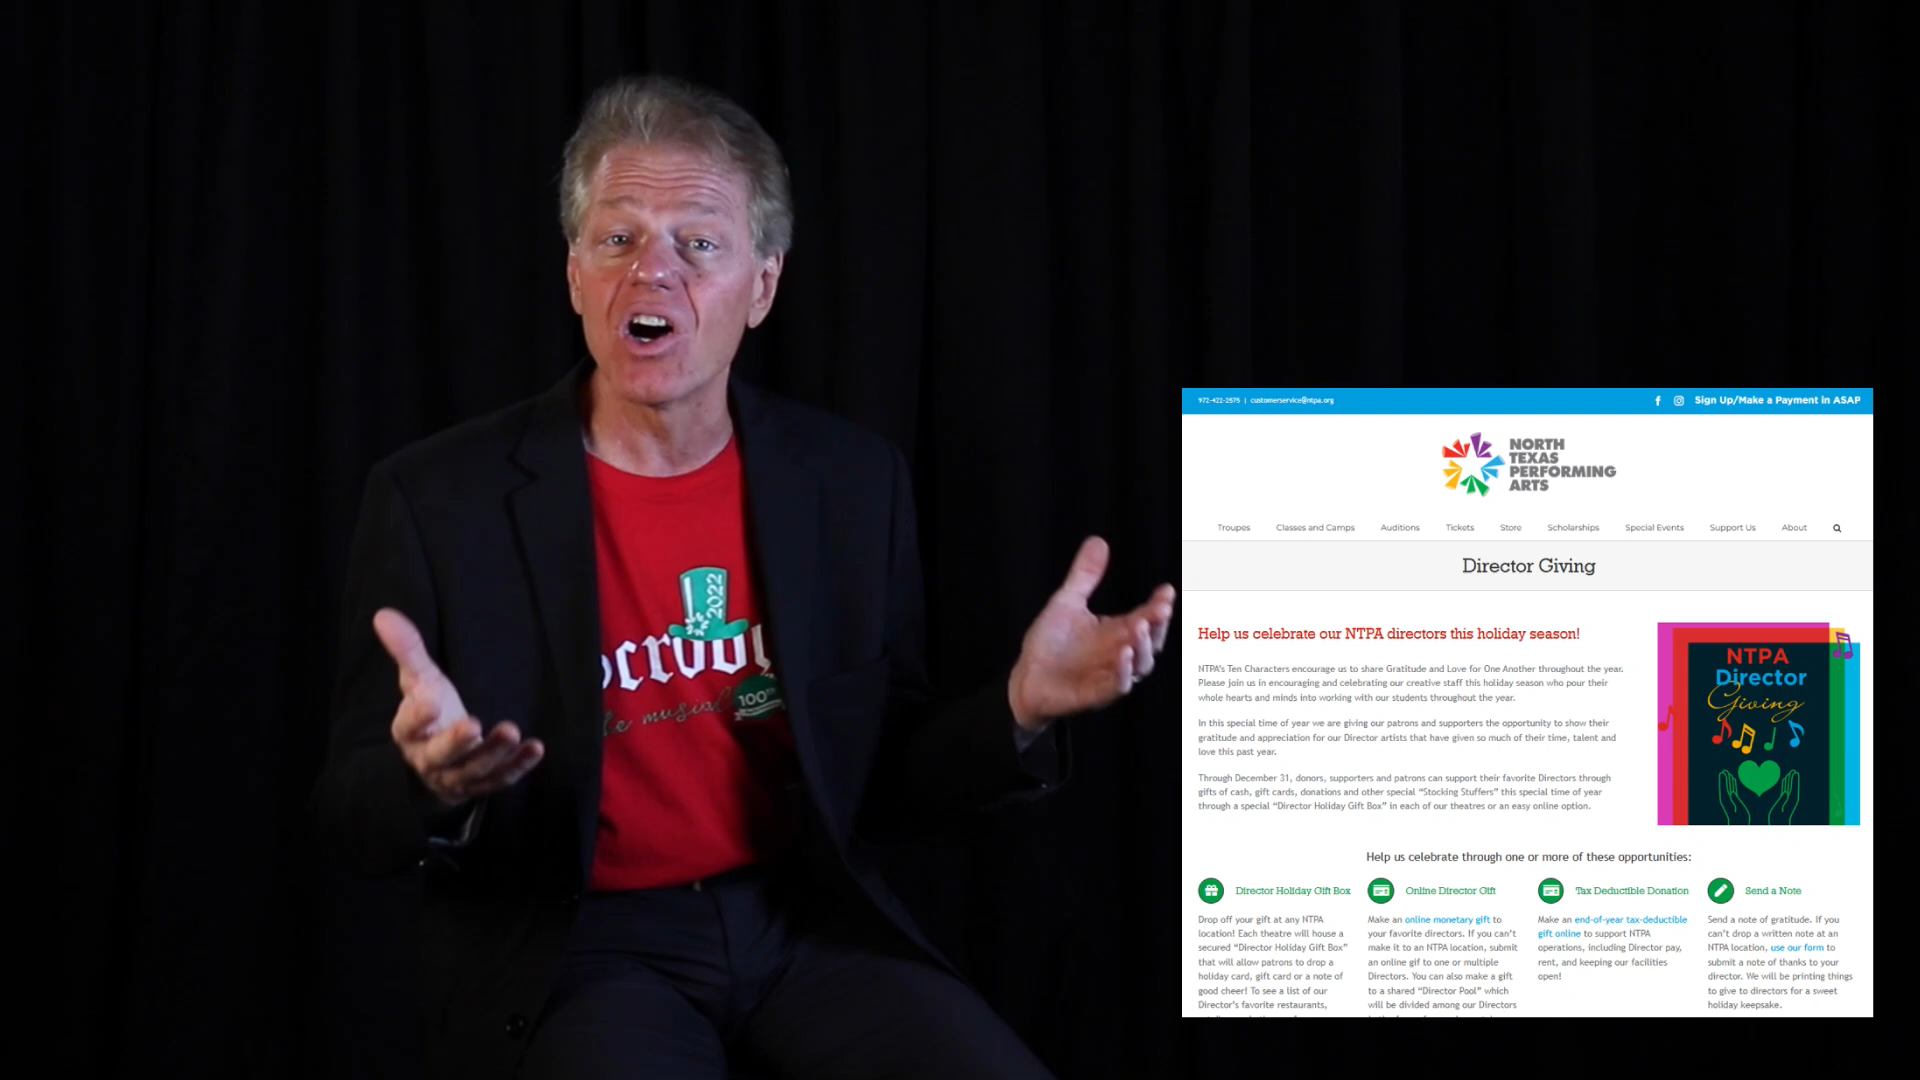 2022
the musical
100
972-422-2575 | customerservice@ntpa.org
Sign Up/Make a Payment in ASAP
NORTH
TEXAS
PERFORMING
ARTS
Troupes Classes and Camps Auditions Tickets Store Scholarships Special Events Support Us About
Director Giving
Help us celebrate our NTPA directors this holiday season!
NTPA's Ten Characters encourage us to share Gratitude and Love for One Another throughout the year.
Please join us in encouraging and celebrating our creative staff this holiday season who pour their
whole hearts and minds into working with our students throughout the year.
In this special time of year we are giving our patrons and supporters the opportunity to show their
gratitude and appreciation for our Director artists that have given so much of their time, talent and
love this past year.
Through December 31, donors, supporters and patrons can support their favorite Directors through
gifts of cash, gift cards, donations and other special “Stocking Stuffers” this special time of year
through a special “Director Holiday Gift Box” in each of our theatres or an easy online option.
NTPA
Director
Giving
Help us celebrate through one or more of these opportunities:
Director Holiday Gift Box
Drop off your gift at any NTPA
location! Each theatre will house a
secured “Director Holiday Gift Box”
that will allow patrons to drop a
holiday card, gift card or a note of
good cheer! To see a list of our
Director's favorite restaurants,
Online Director Gift
Make an online monetary gift to
your favorite directors. If you can't
make it to an NTPA location, submit
an online gif to one or multiple
Directors. You can also make a gift
to a shared “Director Pool” which
will be divided among our Directors
Tax Deductible Donation
Make an end-of-year tax-deductible
gift online to support NTPA
operations, including Director pay,
rent, and keeping our facilities
open!
Send a Note
Send a note of gratitude. If you
can't drop a written note at an
NTPA location, use our form to
submit a note of thanks to your
director. We will be printing things
to give to directors for a sweet
holiday keepsake.